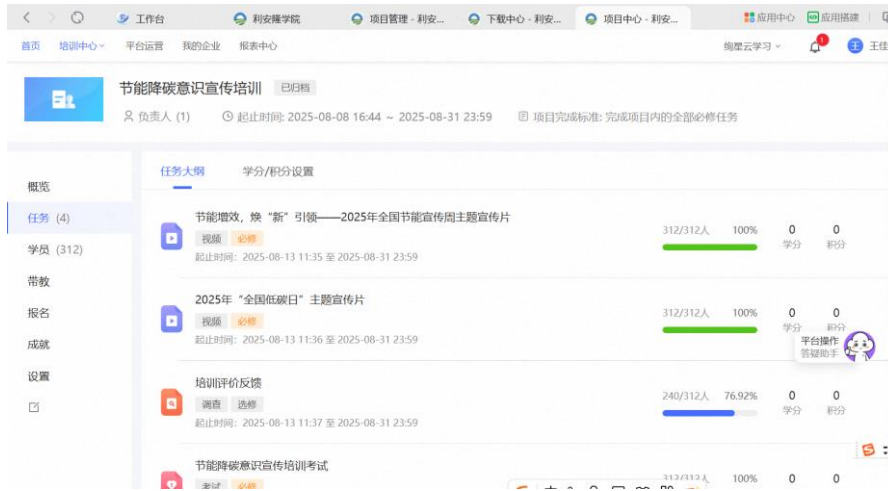 工作台
利安隆学院
项目管理 - 利安...
下载中心 - 利安...
项目中心 - 利安...
应用中心
应用搭建
首页
培训中心
平台运营
我的企业
报表中心
绚星云学习
1
王
王佳
节能降碳意识宣传培训
已归档
负责人 (1)
起止时间: 2025-08-08 16:44 ~ 2025-08-31 23:59
项目完成标准: 完成项目内的全部必修任务
概览
任务 (4)
学员 (312)
带教
报名
成就
设置
任务大纲
学分/积分设置
节能增效，焕“新”引领——2025年全国节能宣传周主题宣传片
视频
必修
起止时间：2025-08-13 11:35 至 2025-08-31 23:59
312/312人
100%
0
学分
0
积分
2025年“全国低碳日”主题宣传片
视频
必修
起止时间：2025-08-13 11:36 至 2025-08-31 23:59
312/312人
100%
0
学分
0
积分
平台操作
答疑助手
培训评价反馈
调查
选修
起止时间：2025-08-13 11:37 至 2025-08-31 23:59
240/312人
76.92%
0
学分
0
积分
节能降碳意识宣传培训考试
考试
必修
312/312人
100%
0
0